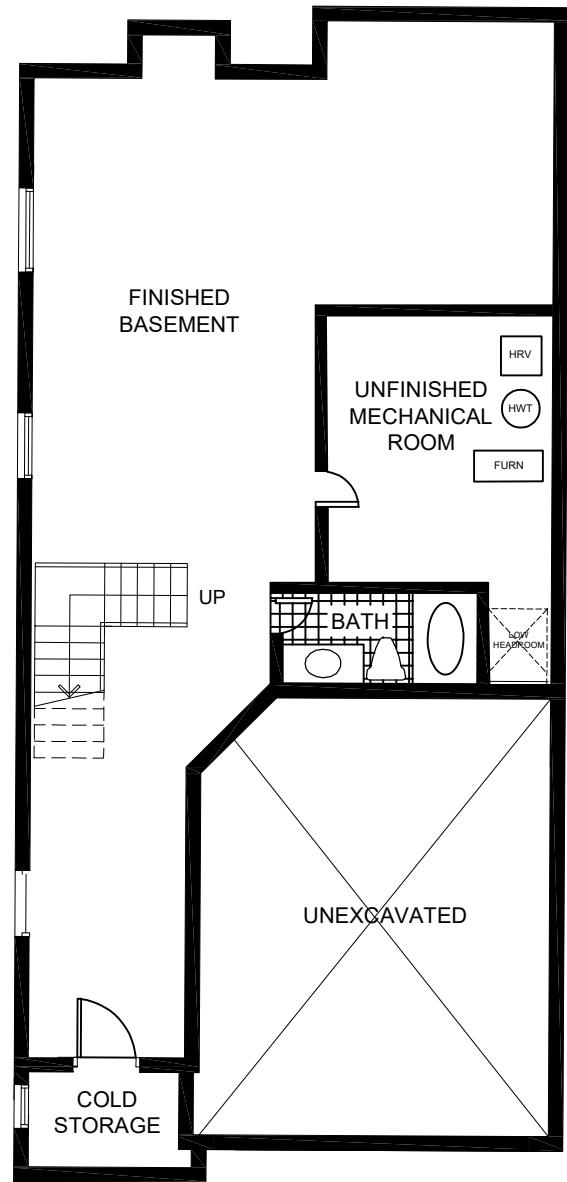 FINISHED
BASEMENT
HRV
UNFINISHED
MECHANICAL
ROOM
HWT
FURN
UP
BATH
LOW
HEADROOM
UNEXCAVATED
COLD
STORAGE